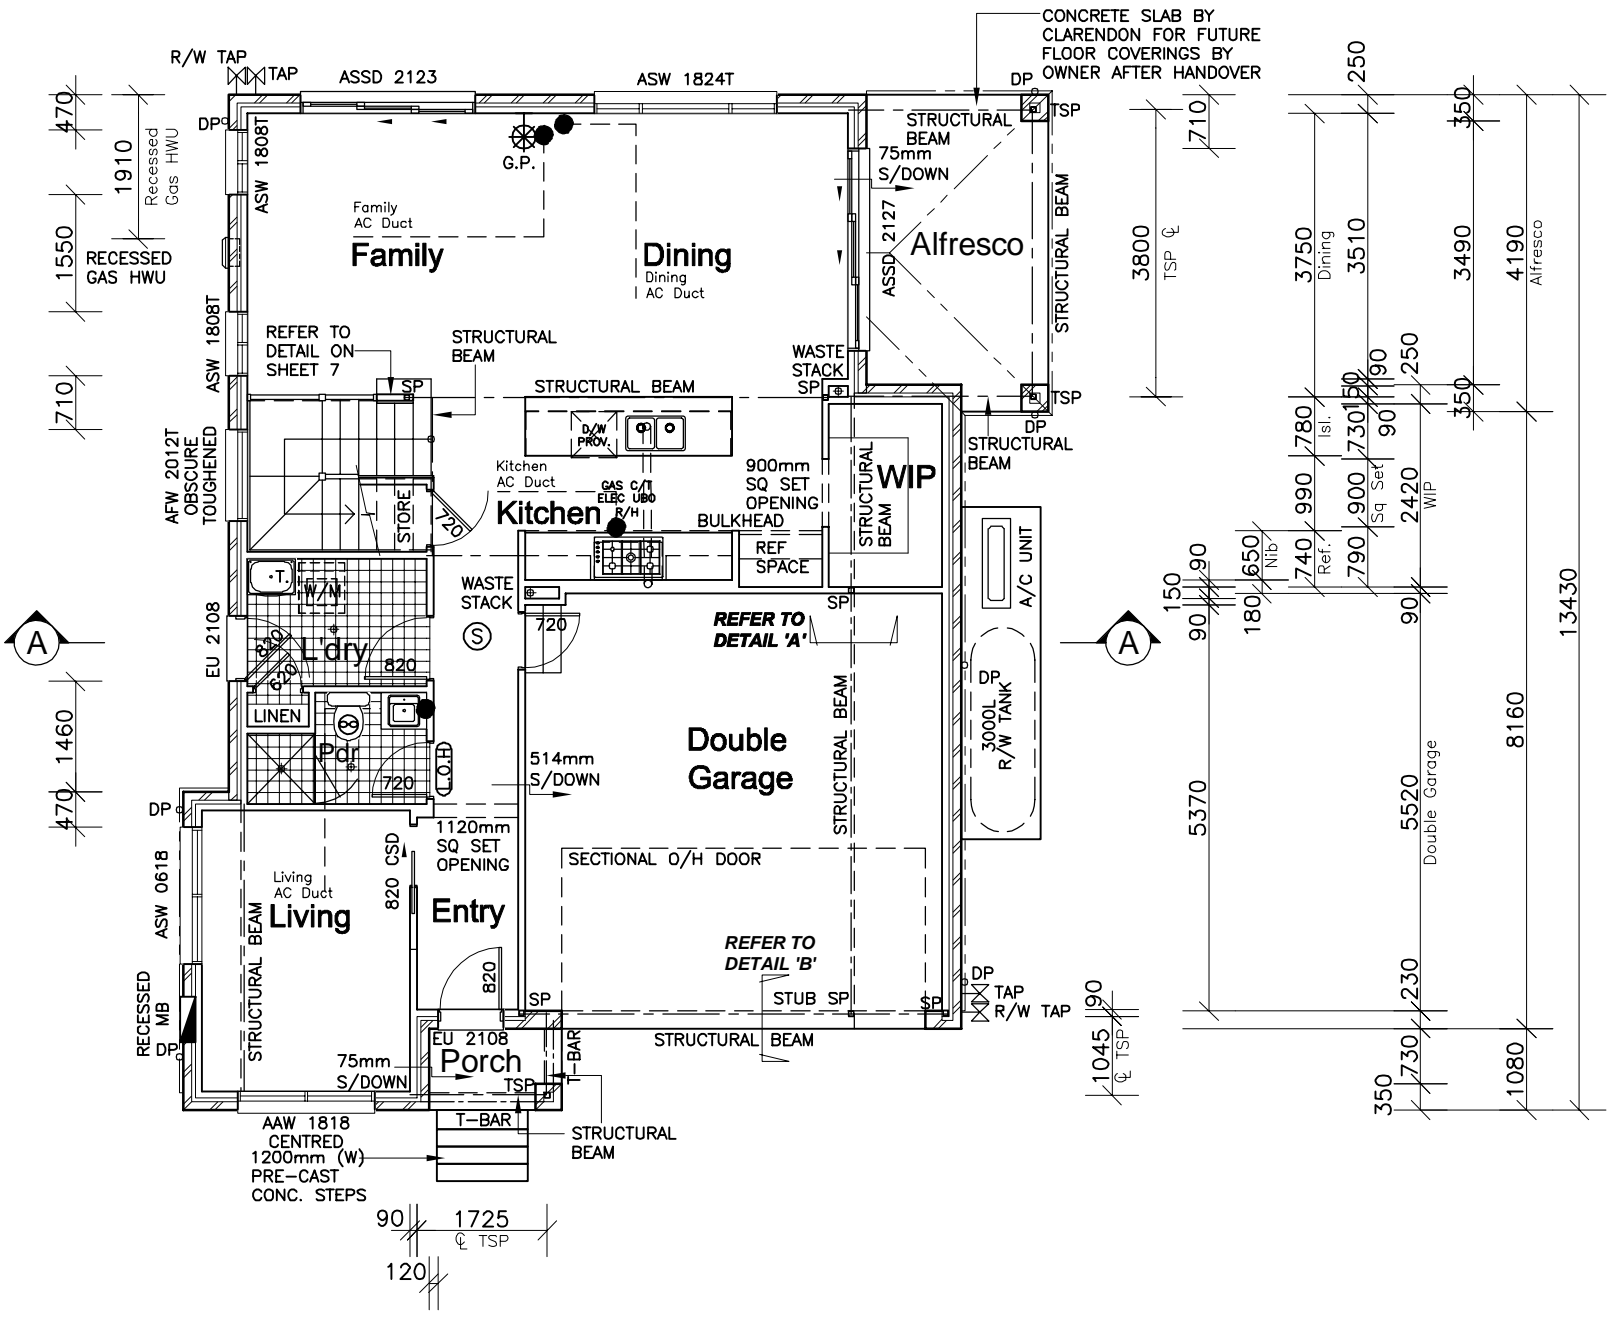 CONCRETE SLAB BY
CLARENDON FOR FUTURE
FLOOR COVERINGS BY
OWNER AFTER HANDOVER
R/W TAP
TAP
ASSD 2123
ASW 1824T
DP
TSP
DP
STRUCTURAL
BEAM
75mm
S/DOWN
ASW 1808T
G.P.
470
1910
Recessed
Gas HWU
1550
RECESSED
GAS HWU
710
Family
AC Duct
Family
Dining
Dining
AC Duct
ASSD 2127
Alfresco
STRUCTURAL BEAM
710
3800
TSP ℄
250
3750
Dining
3510
350
3490
4190
Alfresco
13430
ASW 1808T
REFER TO
DETAIL ON
SHEET 7
STRUCTURAL
BEAM
SP
WASTE
STACK
SP
STRUCTURAL BEAM
TSP
DP
STRUCTURAL
BEAM
90
250
150
350
AFW 2012T
OBSCURE
TOUGHENED
D/W
PROV.
Kitchen
AC Duct
GAS C/T
ELEC UBO
R/H
900mm
SQ SET
OPENING
STRUCTURAL
BEAM
WIP
780
Isl.
730
90
STORE
720
Kitchen
BULKHEAD
REF
SPACE
990
900
Sq Set
2420
WIP
A/C UNIT
650
Nib
740
Ref.
790
90
150
90
180
90
T.
W/M
WASTE
STACK
SP
A
EU 2108
820
L'dry
620
820
S
720
REFER TO
DETAIL 'A'
A
LINEN
Pdr
720
L.O.H
1460
470
514mm
S/DOWN
Double
Garage
STRUCTURAL BEAM
DP
3000L
R/W TANK
5370
5520
Double Garage
8160
DP
ASW 0618
820 CSD
1120mm
SQ SET
OPENING
SECTIONAL O/H DOOR
Living
AC Duct
Living
Entry
STRUCTURAL BEAM
820
REFER TO
DETAIL 'B'
RECESSED
MB
DP
SP
STUB SP
SP
DP
TAP
R/W TAP
90
230
EU 2108
Porch
T-BAR
STRUCTURAL BEAM
75mm
S/DOWN
TSP
1045
℄ TSP
730
350
1080
AAW 1818
CENTRED
1200mm (W)
PRE-CAST
CONC. STEPS
T-BAR
STRUCTURAL
BEAM
90
1725
℄ TSP
120